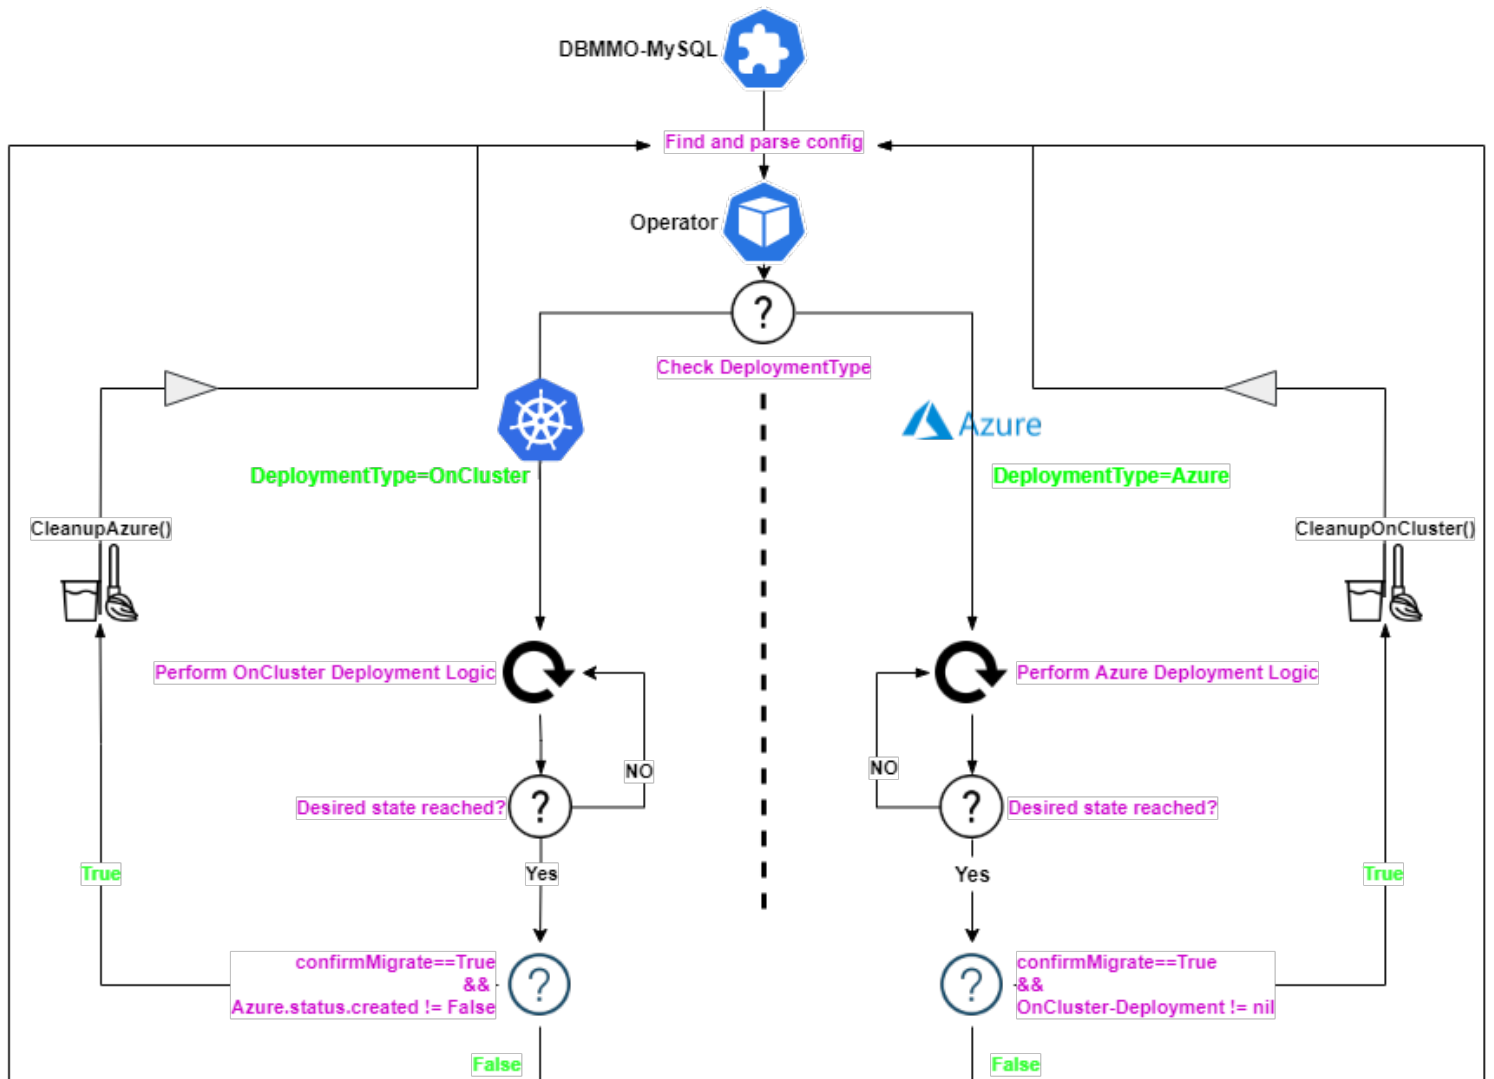 DBMMO-MySQL
Find and parse config
Operator
?
Check DeploymentType
Azure
DeploymentType=OnCluster
DeploymentType=Azure
CleanupAzure()
CleanupOnCluster()
Perform OnCluster Deployment Logic
Perform Azure Deployment Logic
NO
NO
Desired state reached?
?
?
Desired state reached?
True
Yes
Yes
True
confirmMigrate==True
&&
Azure.status.created != False
?
?
confirmMigrate==True
&&
OnCluster-Deployment != nil
False
False